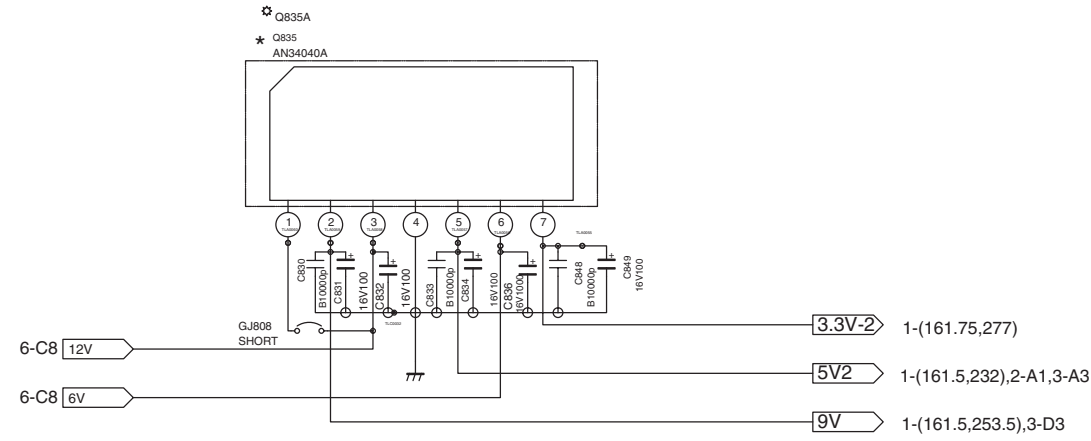 Q835A
Q835
AN34040A
1
2
3
4
5
6
7
C830
B10000p
C831
16V100
C832
16V100
C833
B10000p
C834
16V100
C836
16V1000
C848
B10000p
C849
16V100
GJ808
SHORT
6-C8 12V
6-C8 6V
3.3V-2 1-(161.75,277)
5V2 1-(161.5,232),2-A1,3-A3
9V 1-(161.5,253.5),3-D3